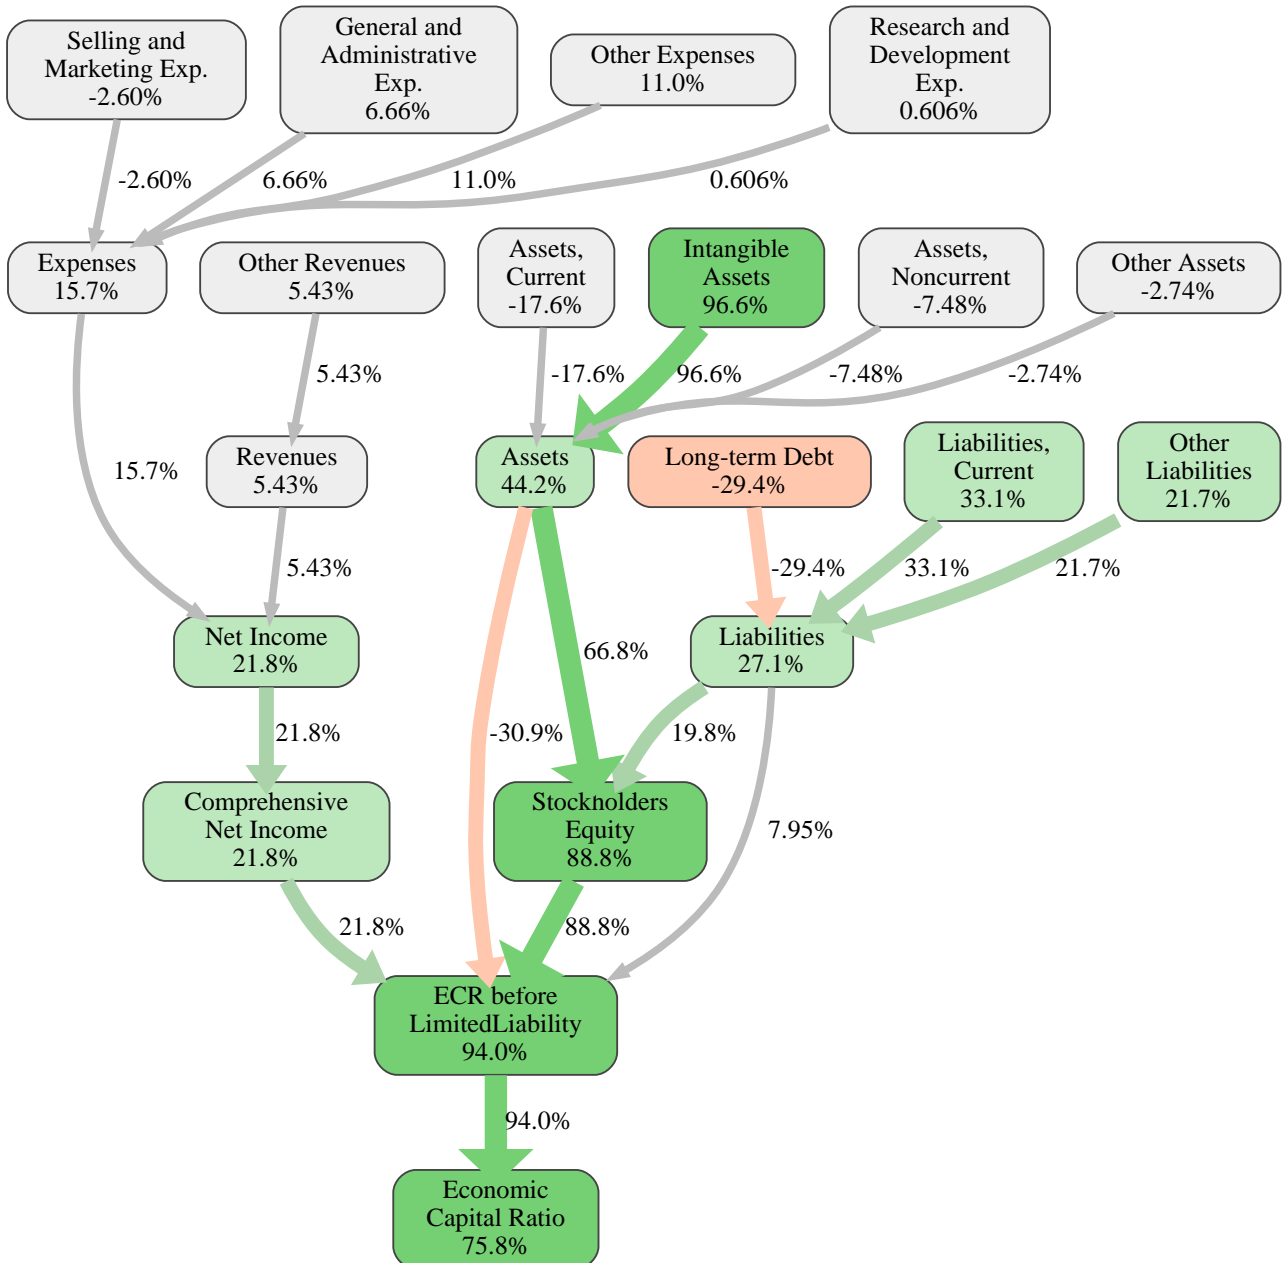 Selling and
Marketing Exp.
-2.60%
General and
Administrative
Exp.
6.66%
Other Expenses
11.0%
Research and
Development
Exp.
0.606%
-2.60%
6.66%
11.0%
0.606%
Expenses
15.7%
Other Revenues
5.43%
Assets,
Current
-17.6%
Intangible
Assets
96.6%
Assets,
Noncurrent
-7.48%
Other Assets
-2.74%
5.43%
-17.6%
96.6%
-7.48%
-2.74%
Revenues
5.43%
Assets
44.2%
Long-term Debt
-29.4%
Liabilities,
Current
33.1%
Other
Liabilities
21.7%
15.7%
5.43%
-29.4%
33.1%
21.7%
Net Income
21.8%
Liabilities
27.1%
66.8%
21.8%
-30.9%
19.8%
Comprehensive
Net Income
21.8%
Stockholders
Equity
88.8%
7.95%
21.8%
88.8%
ECR before
LimitedLiability
94.0%
94.0%
Economic
Capital Ratio
75.8%